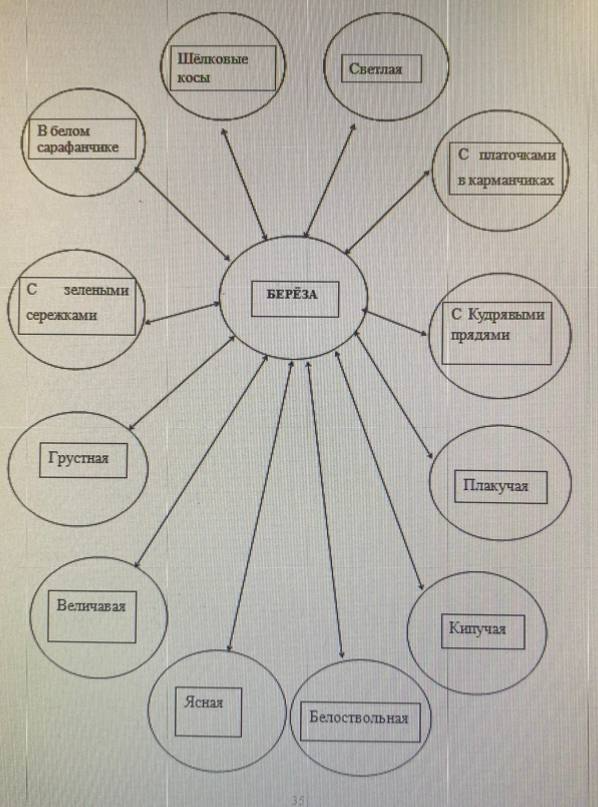 Шёлковые
косы
Светлая
В белом
сарафанчике
С платочками
в карманчиках
С зелеными
сережками
БЕРЁЗА
С Кудрявыми
прядями
Грустная
Плакучая
Величавая
Кипучая
Ясная
Белоствольная
35